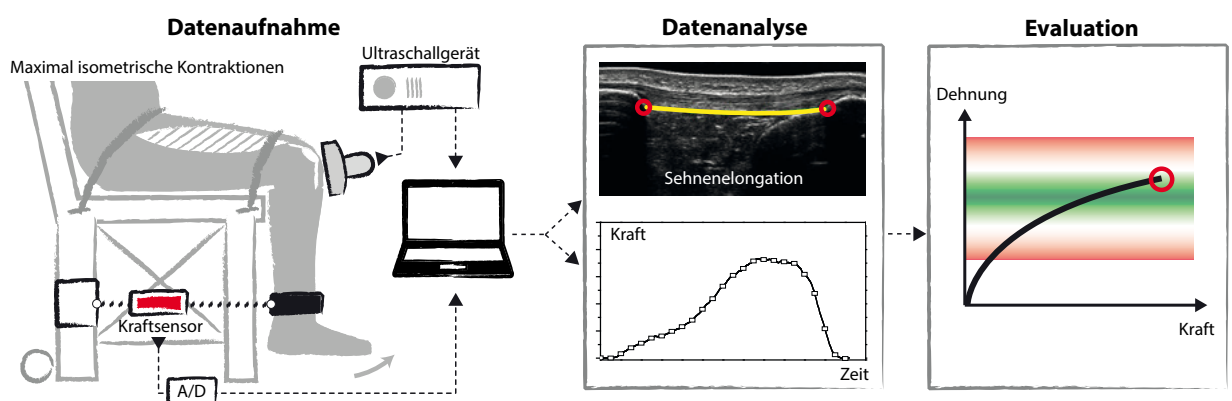 Datenaufnahme
Maximal isometrische Kontraktionen
Ultraschallgerät
Kraftsensor
A/D
Datenanalyse
Sehnenelongation
Kraft
Zeit
Evaluation
Dehnung
Kraft